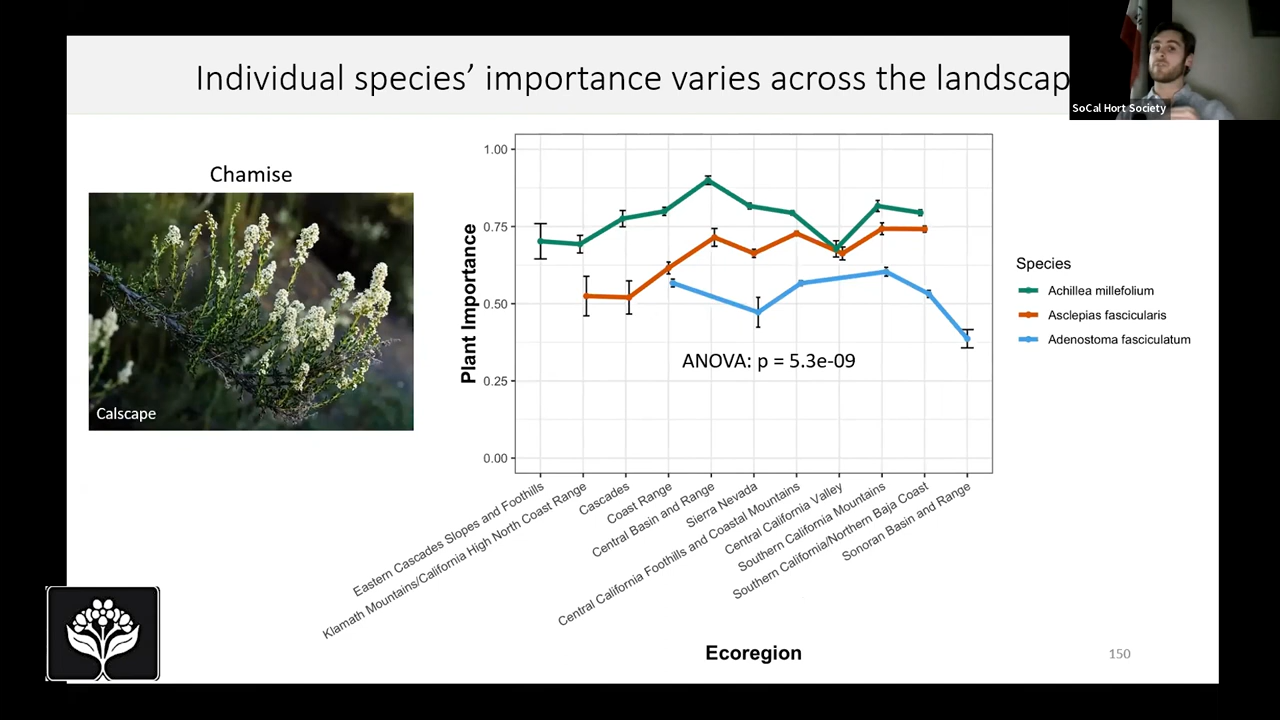 Individual species’ importance varies across the landscap
SoCal Hort Society
Chamise
Calscape
Plant Importance
1.00
0.75
0.50
0.25
0.00
ANOVA: p = 5.3e-09
Eastern Cascades Slopes and Foothills
Klamath Mountains/California High North Coast Range
Cascades
Coast Range
Central Basin and Range
Sierra Nevada
Central California Foothills and Coastal Mountains
Central California Valley
Southern California Mountains
Southern California/Northern Baja Coast
Sonoran Basin and Range
Ecoregion
Species
Achillea millefolium
Asclepias fascicularis
Adenostoma fasciculatum
150